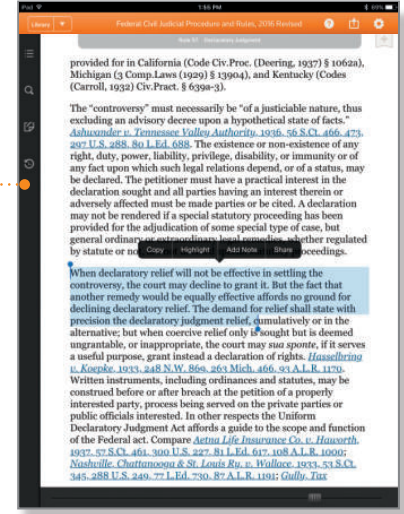 iPad
1:55 PM
89%
Library
Federal Civil Judicial Procedure and Rules, 2016 Revised
Rule 57. Declaratory Judgment
provided for in California (Code Civ.Proc. (Deering, 1937) § 1062a),
Michigan (3 Comp.Laws (1929) § 13904), and Kentucky (Codes
(Carroll, 1932) Civ.Pract. § 639a-3).
The “controversy” must necessarily be “of a justiciable nature, thus
excluding an advisory decree upon a hypothetical state of facts.”
Ashwander v. Tennessee Valley Authority, 1936, 56 S.Ct. 466, 473,
297 U.S. 288, 80 L.Ed. 688. The existence or non-existence of any
right, duty, power, liability, privilege, disability, or immunity or of
any fact upon which such legal relations depend, or of a status, may
be declared. The petitioner must have a practical interest in the
declaration sought and all parties having an interest therein or
adversely affected must be made parties or be cited. A declaration
may not be rendered if a special statutory proceeding has been
provided for the adjudication of some special type of case, but
general ordinary or extraordinary legal remedies, whether regulated
by statute or no
oceedings.
Copy
Highlight
Add Note
Share
When declaratory relief will not be effective in settling the
controversy, the court may decline to grant it. But the fact that
another remedy would be equally effective affords no ground for
declining declaratory relief. The demand for relief shall state with
precision the declaratory judgment relief, cumulatively or in the
alternative; but when coercive relief only is sought but is deemed
ungrantable, or inappropriate, the court may sua sponte, if it serves
a useful purpose, grant instead a declaration of rights. Hasselbring
v. Koepke, 1933, 248 N.W. 869, 263 Mich. 466, 93 A.L.R. 1170.
Written instruments, including ordinances and statutes, may be
construed before or after breach at the petition of a properly
interested party, process being served on the private parties or
public officials interested. In other respects the Uniform
Declaratory Judgment Act affords a guide to the scope and function
of the Federal act. Compare Aetna Life Insurance Co. v. Haworth,
1937, 57 S.Ct. 461, 300 U.S. 227, 81 L.Ed. 617, 108 A.L.R. 1000;
Nashville, Chattanooga & St. Louis Ry. v. Wallace, 1933, 53 S.Ct.
345, 288 U.S. 249, 77 L.Ed. 730, 87 A.L.R. 1191; Gully, Tax